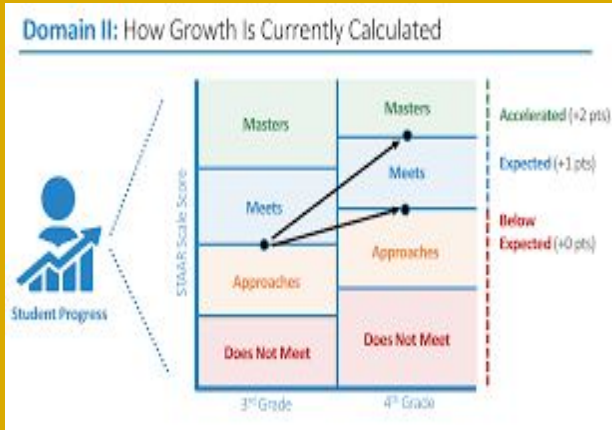 Domain II: How Growth Is Currently Calculated
Student Progress
STAAR Scale Score
Masters
Meets
Approaches
Does Not Meet
3rd Grade
Masters
Meets
Approaches
Does Not Meet
4th Grade
Accelerated (+2 pts)
Expected (+1 pts)
Below
Expected (+0 pts)